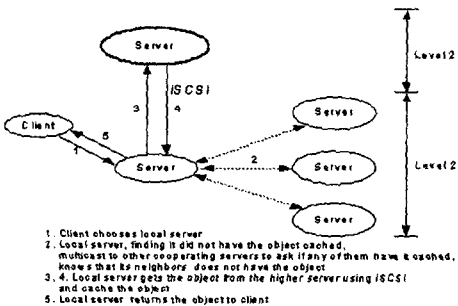 Server
iSCSI
3
4
Level 2
Client
5
1
Server
2
Server
Server
Server
Level 2
1. Client chooses local server
2. Local server, finding it did not have the object cached,
multicast to other cooperating servers to ask if any of them have it cached,
knows that its neighbors does not have the object
3, 4. Local server gets the object from the higher server using iSCSI
and cache the object
5. Local server returns the object to client